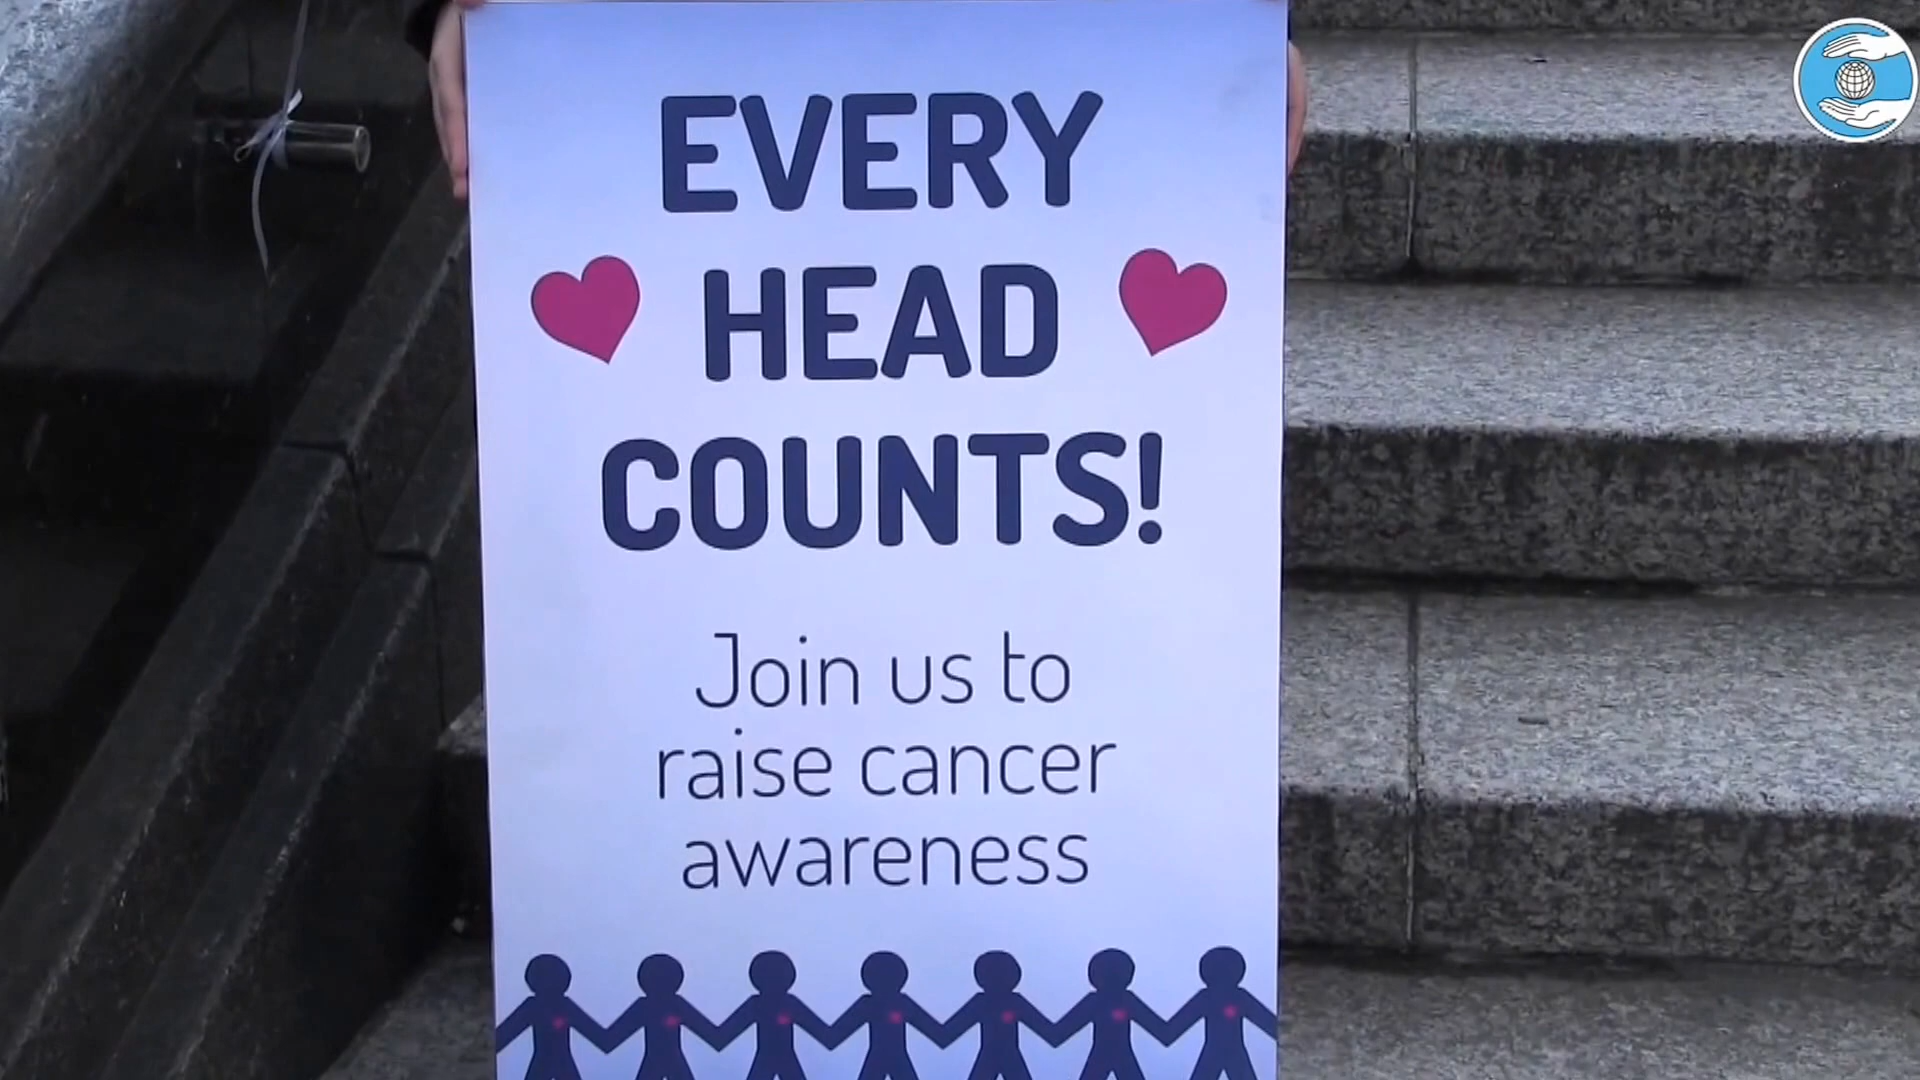 EVERY
HEAD
COUNTS!
Join us to
raise cancer
awareness